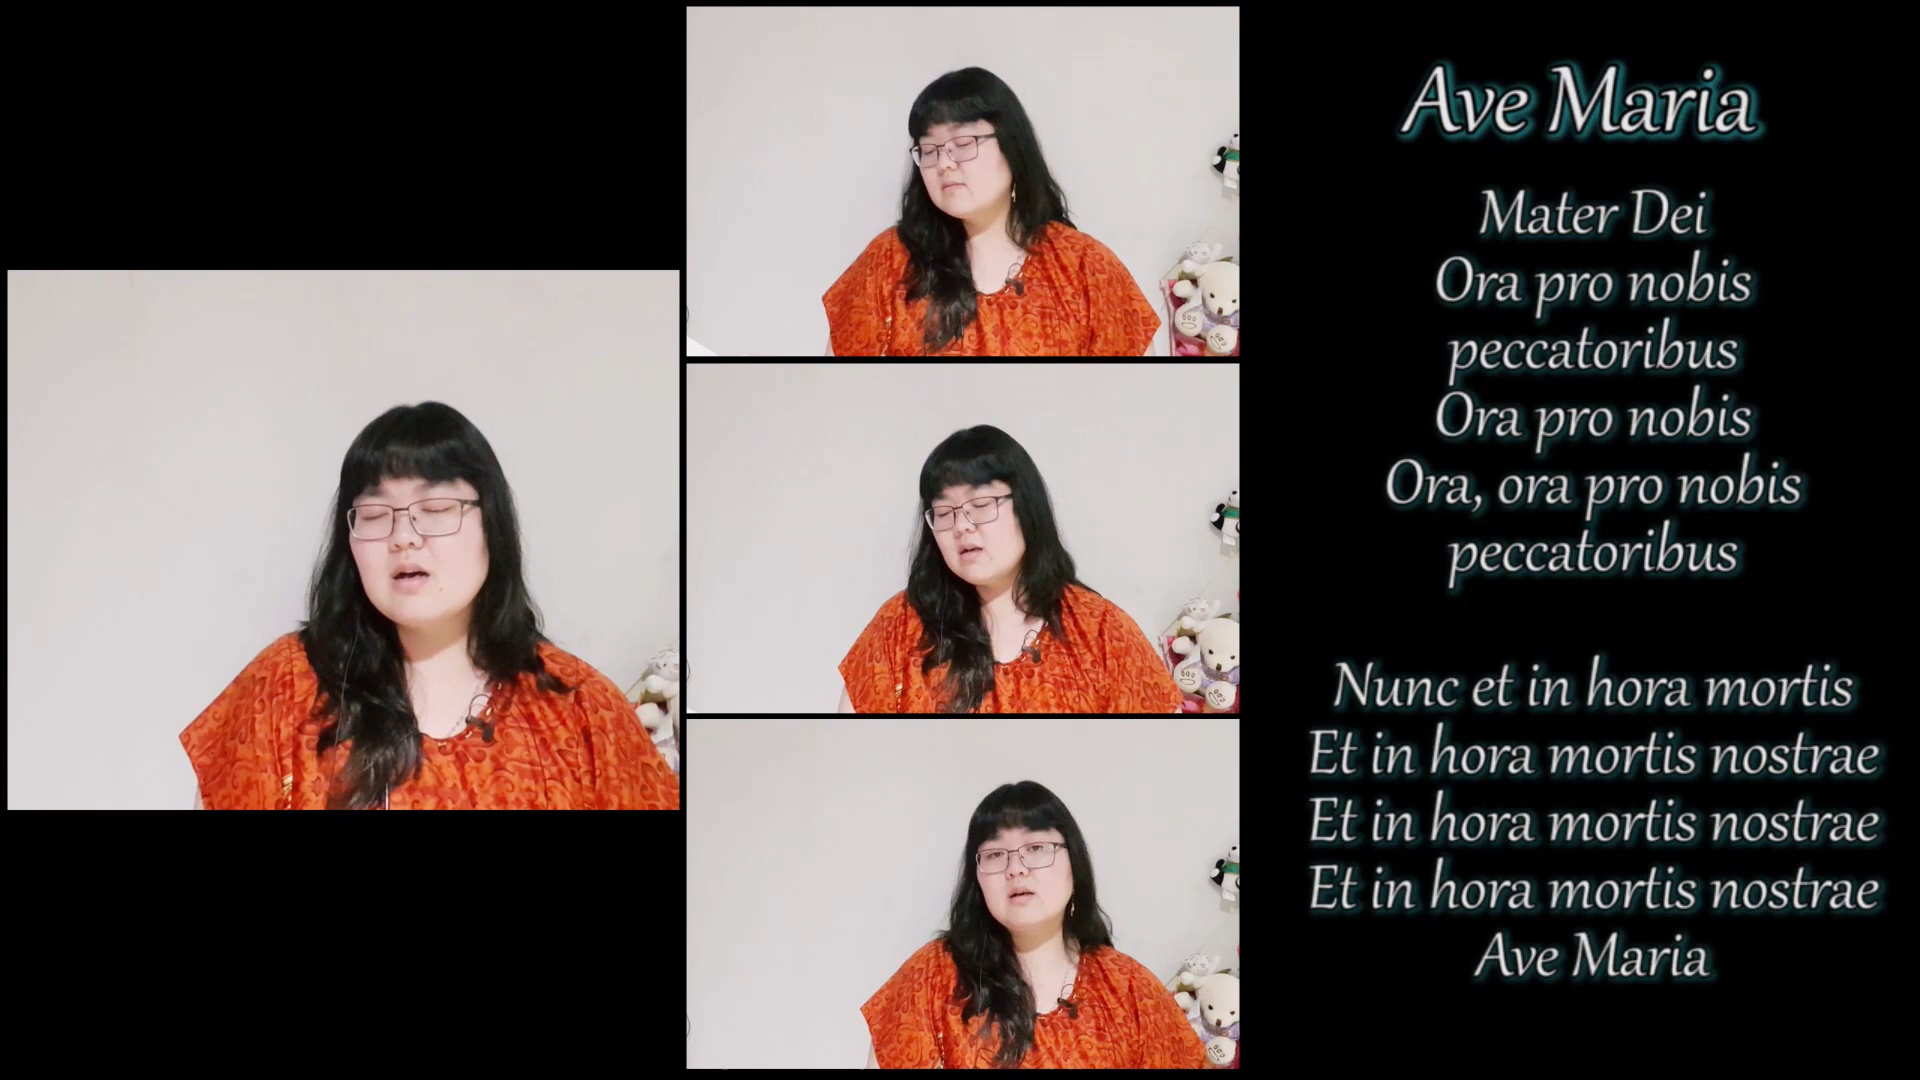 Ave Maria
Mater Dei
Ora pro nobis
peccatoribus
Ora pro nobis
Ora, ora pro nobis
peccatoribus
Nunc et in hora mortis
Et in hora mortis nostrae
Et in hora mortis nostrae
Et in hora mortis nostrae
Ave Maria